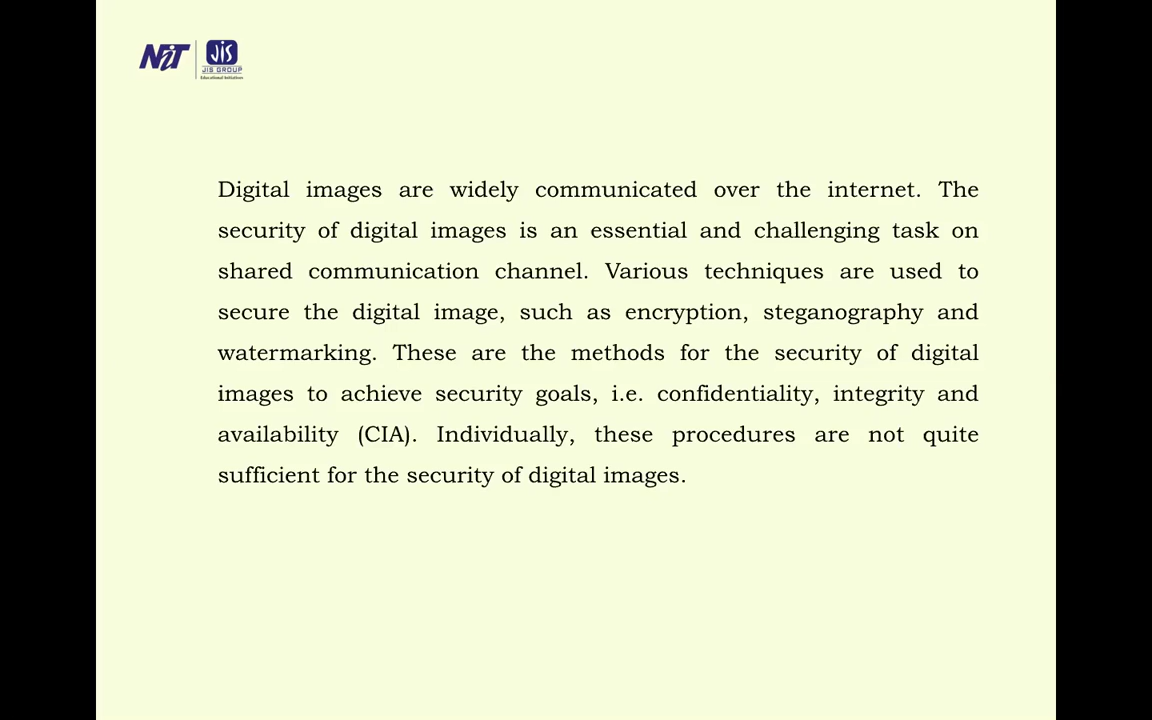 NiT
JIS
JIS GROUP
Educational Initiatives
Digital images are widely communicated over the internet. The
security of digital images is an essential and challenging task on
shared communication channel. Various techniques are used to
secure the digital image, such as encryption, steganography and
watermarking. These are the methods for the security of digital
images to achieve security goals, i.e. confidentiality, integrity and
availability (CIA). Individually, these procedures are not quite
sufficient for the security of digital images.